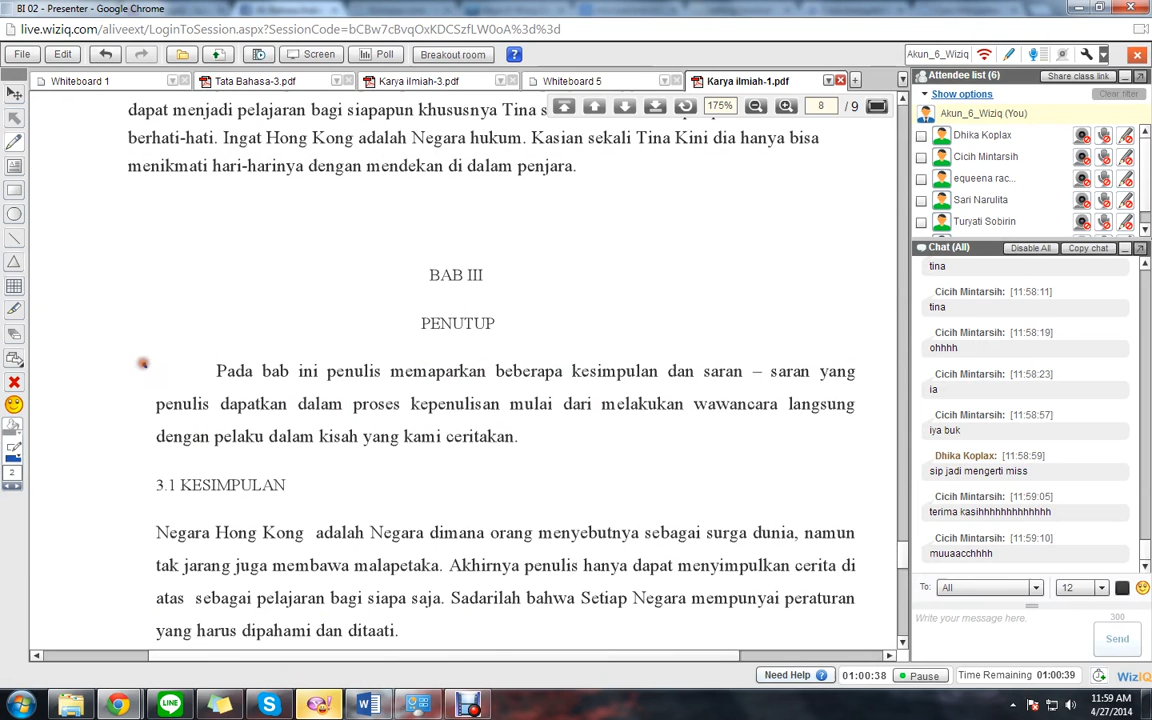 BI 02 - Presenter - Google Chrome
live.wiziq.com/aliveext/LoginToSession.aspx?SessionCode=bCBw7cBvqOxKDCSzfLW0oA%3d%3d
File Edit Screen Poll Breakout room ? Akun_6_Wiziq
Whiteboard 1 Tata Bahasa-3.pdf Karya ilmiah-3.pdf Whiteboard 5 Karya ilmiah-1.pdf
175% 8 / 9
dapat menjadi pelajaran bagi siapapun khususnya Tina
berhati-hati. Ingat Hong Kong adalah Negara hukum. Kasian sekali Tina Kini dia hanya bisa
menikmati hari-harinya dengan mendekan di dalam penjara.
BAB III
PENUTUP
Pada bab ini penulis memaparkan beberapa kesimpulan dan saran – saran yang
penulis dapatkan dalam proses kepenulisan mulai dari melakukan wawancara langsung
dengan pelaku dalam kisah yang kami ceritakan.
3.1 KESIMPULAN
Negara Hong Kong adalah Negara dimana orang menyebutnya sebagai surga dunia, namun
tak jarang juga membawa malapetaka. Akhirnya penulis hanya dapat menyimpulkan cerita di
atas sebagai pelajaran bagi siapa saja. Sadarilah bahwa Setiap Negara mempunyai peraturan
yang harus dipahami dan ditaati.
2
Attendee list (6) Share class link
Show options Clear filter
Akun_6_Wiziq (You)
Dhika Koplax
Cicih Mintarsih
equeena rac...
Sari Narulita
Turyati Sobirin
Chat (All) Disable All Copy chat
tina
Cicih Mintarsih: [11:58:11]
tina
Cicih Mintarsih: [11:58:19]
ohhhh
Cicih Mintarsih: [11:58:23]
ia
Cicih Mintarsih: [11:58:57]
iya buk
Dhika Koplax: [11:58:59]
sip jadi mengerti miss
Cicih Mintarsih: [11:59:05]
terima kasihhhhhhhhhhhh
Cicih Mintarsih: [11:59:10]
muuaacchhhh
To: All 12
Write your message here. 300
Send
Need Help ? 01:00:38 Pause Time Remaining 01:00:39 WizIQ
11:59 AM
4/27/2014